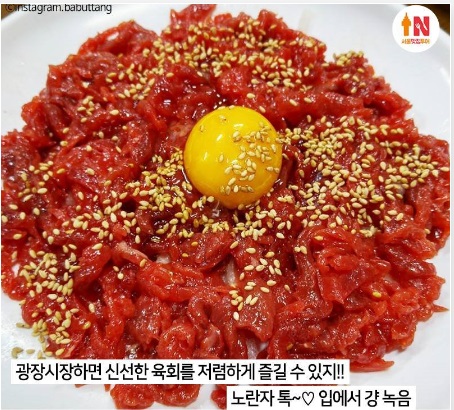 ©instagram.babuttang
IN
광장시장하면 신선한 육회를 저렴하게 즐길 수 있지!!
노란자 톡~♡ 입에서 걍 녹음